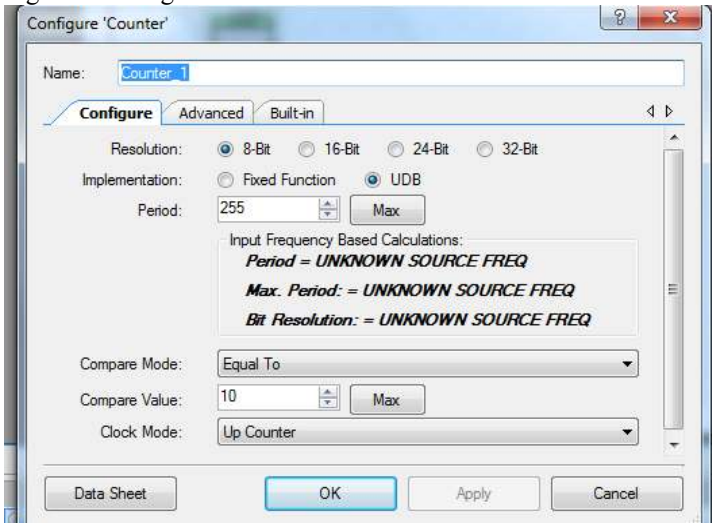 Configure 'Counter'
Name: Counter_1
Configure Advanced Built-in
Resolution: 8-Bit 16-Bit 24-Bit 32-Bit
Implementation: Fixed Function UDB
Period: 255 Max
Input Frequency Based Calculations:
Period = UNKNOWN SOURCE FREQ
Max. Period: = UNKNOWN SOURCE FREQ
Bit Resolution: = UNKNOWN SOURCE FREQ
Compare Mode: Equal To
Compare Value: 10 Max
Clock Mode: Up Counter
Data Sheet OK Apply Cancel